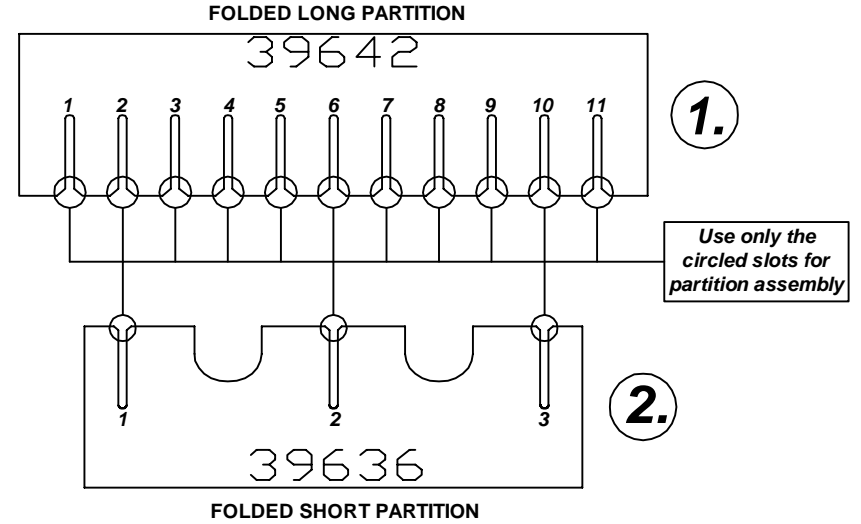 FOLDED LONG PARTITION
39642
1 2 3 4 5 6 7 8 9 10 11
1.
Use only the
circled slots for
partition assembly
1 2 3
2.
39636
FOLDED SHORT PARTITION